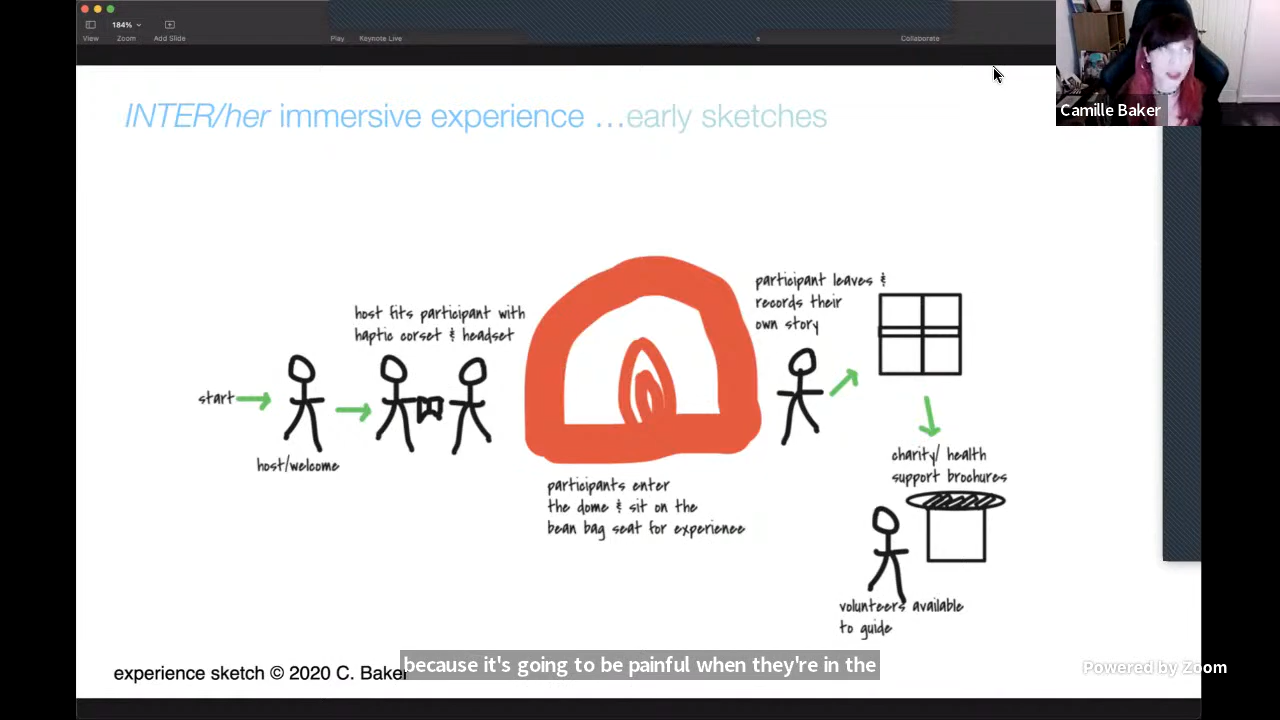 184%
View
Zoom
Add Slide
Play
Keynote Live
Collaborate
Camille Baker
INTER/her immersive experience …early sketches
start
host/welcome
host fits participant with
haptic corset & headset
participants enter
the dome & sit on the
bean bag seat for experience
participant leaves &
records their
own story
charity/ health
support brochures
volunteers available
to guide
experience sketch © 2020 C. Baker
because it's going to be painful when they're in the
Powered by Zoom